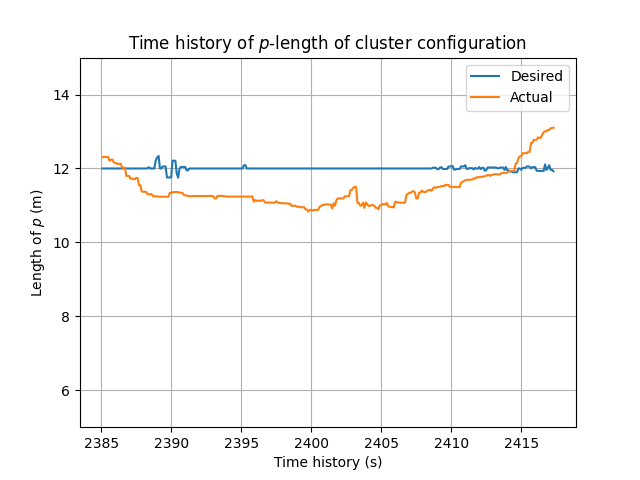 Time history of p-length of cluster configuration
Desired
Actual
14
12
10
8
6
Length of p (m)
2385 2390 2395 2400 2405 2410 2415
Time history (s)